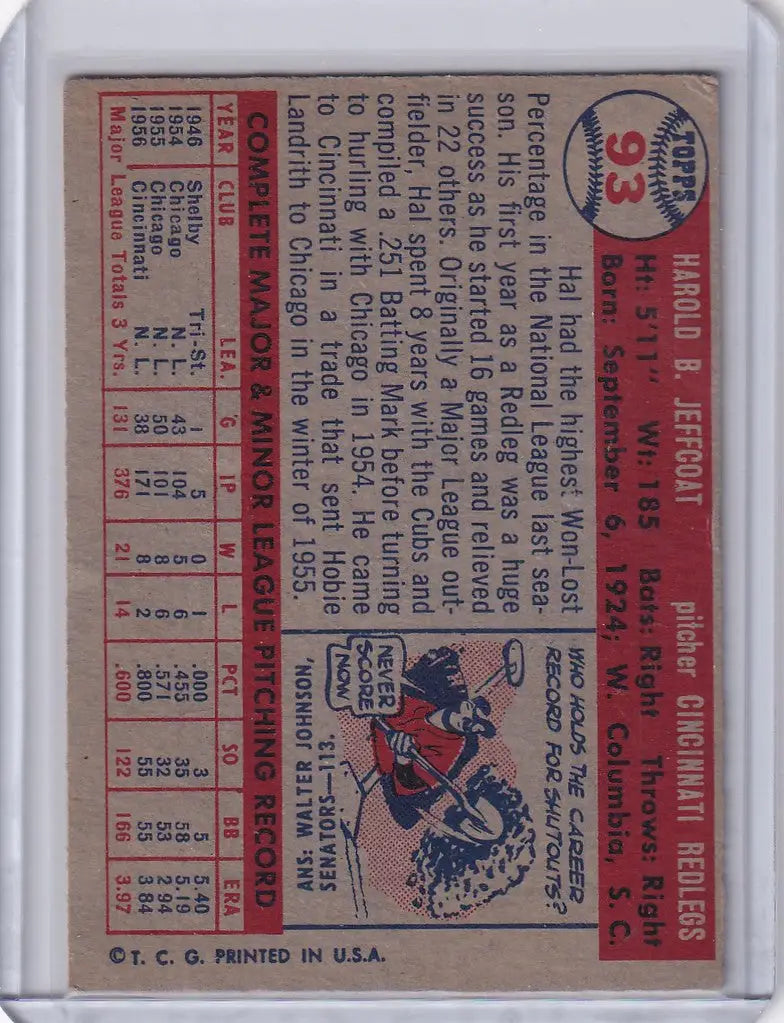 TOPPS
93
HAROLD B. JEFFCOAT pitcher CINCINNATI REDLEGS
Ht: 5'11" Wt: 185 Bats: Right Throws: Right
Born: September 6, 1924; W. Columbia, S. C.
Hal had the highest Won-Lost
Percentage in the National League last sea-
son. His first year as a Redleg was a huge
success as he started 16 games and relieved
in 22 others. Originally a Major League out-
fielder, Hal spent 8 years with the Cubs and
compiled a .251 Batting Mark before turning
to hurling with Chicago in 1954. He came
to Cincinnati in a trade that sent Hobie
Landrith to Chicago in the winter of 1955.
WHO HOLDS THE CAREER
RECORD FOR SHUTOUTS?
NEVER
SCORE
NOW
ANS: WALTER JOHNSON,
SENATORS—113.
COMPLETE MAJOR & MINOR LEAGUE PITCHING RECORD
YEAR CLUB LEA. G IP W L PCT SO BB ERA
1946 Shelby Tri-St. 1 5 0 1 .000 3 5 5.40
1954 Chicago N. L. 43 104 5 6 .455 35 58 5.19
1955 Chicago N. L. 50 101 8 6 .571 32 53 2.94
1956 Cincinnati N. L. 38 171 8 2 .800 55 55 3.84
Major League Totals 3 Yrs. 131 376 21 14 .600 122 166 3.97
© T. C. G. PRINTED IN U.S.A.